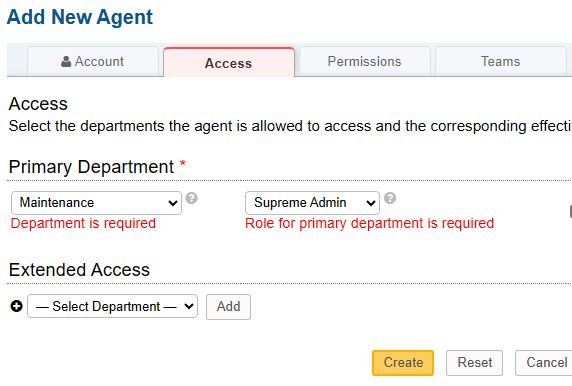 Add New Agent
Account Access Permissions Teams
Access
Select the departments the agent is allowed to access and the corresponding effecti
Primary Department *
Maintenance ? Supreme Admin ?
Department is required Role for primary department is required
Extended Access
— Select Department — Add
Create Reset Cancel